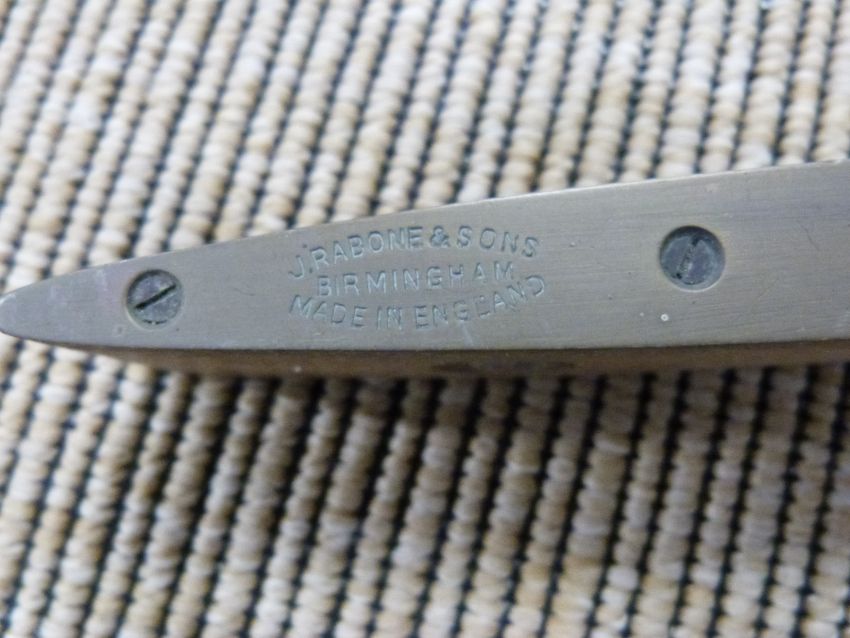 J. RABONE & SONS
BIRMINGHAM
MADE IN ENGLAND